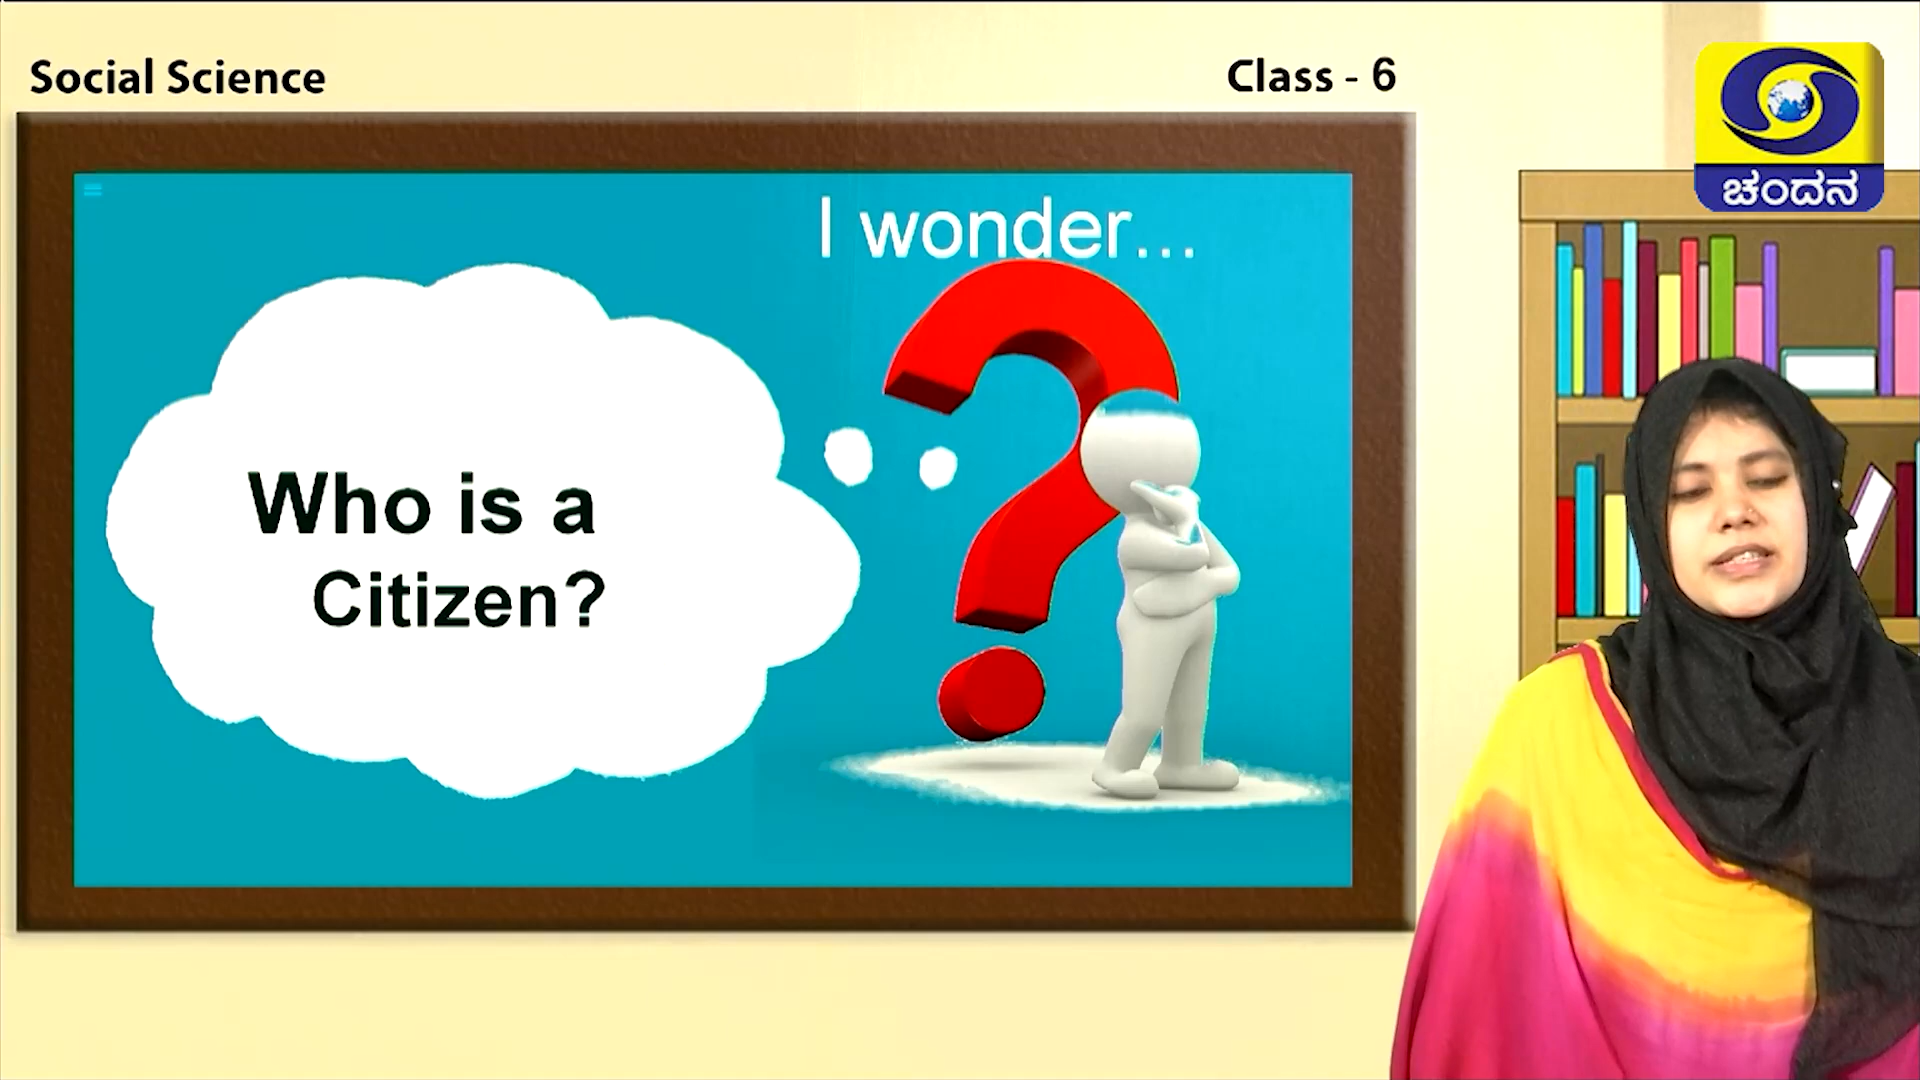 Social Science
Class - 6
ಚಂದನ
I wonder...
Who is a
Citizen?